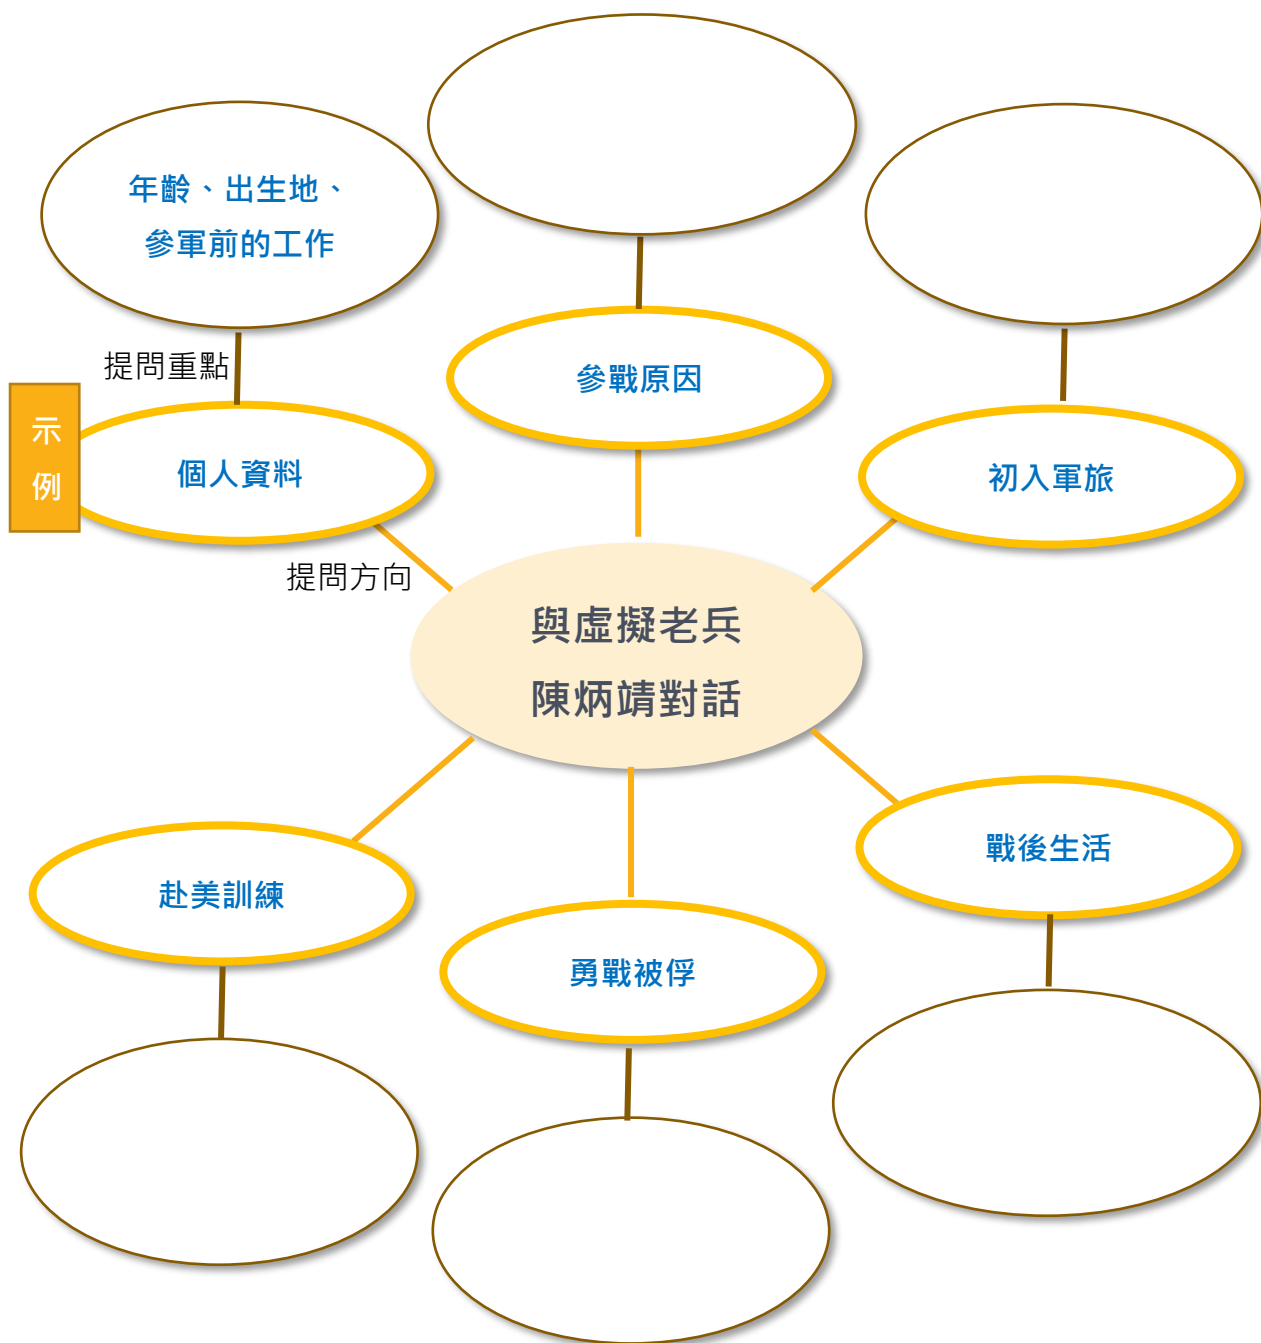 年齡、出生地、
參軍前的工作
提問重點
參戰原因
示
例
個人資料
初入軍旅
提問方向
與虛擬老兵
陳炳靖對話
赴美訓練
勇戰被俘
戰後生活